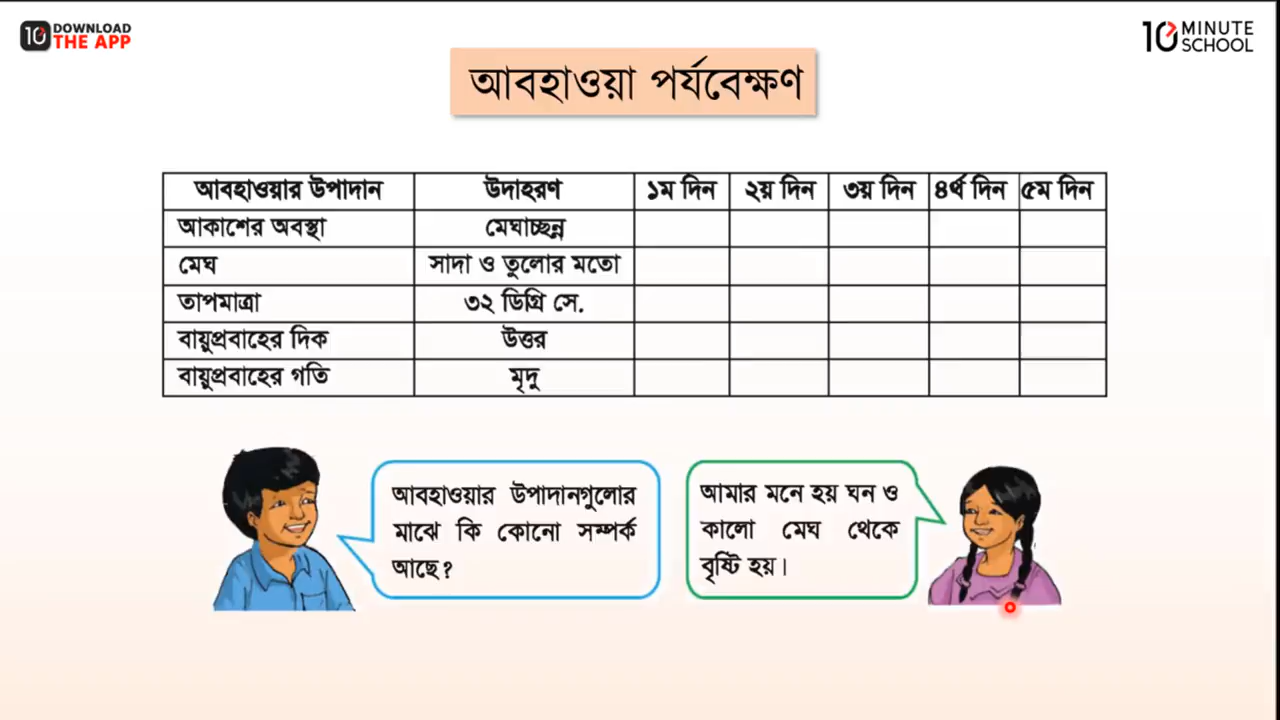 10 DOWNLOAD THE APP
10 MINUTE SCHOOL
আবহাওয়া পর্যবেক্ষণ
আবহাওয়ার উপাদান উদাহরণ ১ম দিন ২য় দিন ৩য় দিন ৪র্থ দিন ৫ম দিন
আকাশের অবস্থা মেঘাচ্ছন্ন
মেঘ সাদা ও তুলোর মতো
তাপমাত্রা ৩২ ডিগ্রি সে.
বায়ুপ্রবাহের দিক উত্তর
বায়ুপ্রবাহের গতি মৃদু
আবহাওয়ার উপাদানগুলোর
মাঝে কি কোনো সম্পর্ক
আছে?
আমার মনে হয় ঘন ও
কালো মেঘ থেকে
বৃষ্টি হয়।